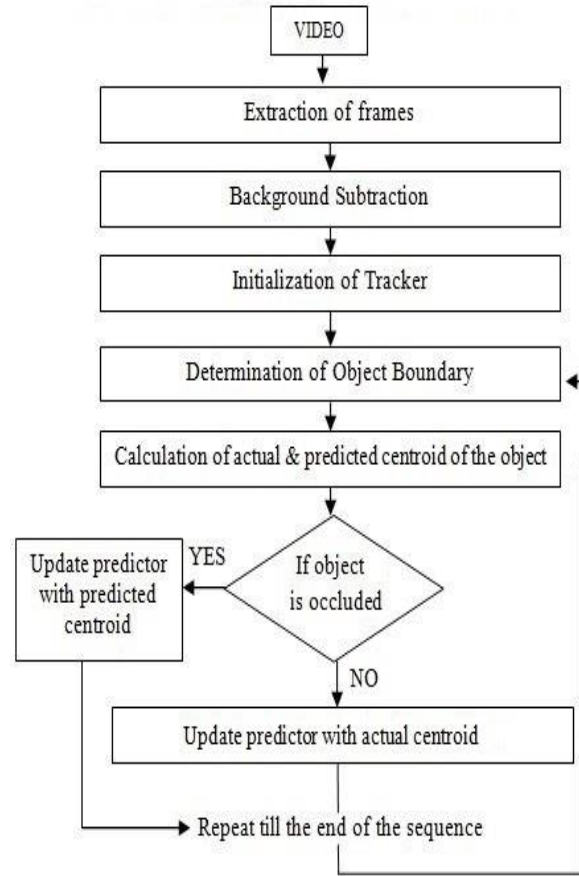 VIDEO
Extraction of frames
Background Subtraction
Initialization of Tracker
Determination of Object Boundary
Calculation of actual & predicted centroid of the object
If object
is occluded
YES
Update predictor
with predicted
centroid
NO
Update predictor with actual centroid
Repeat till the end of the sequence